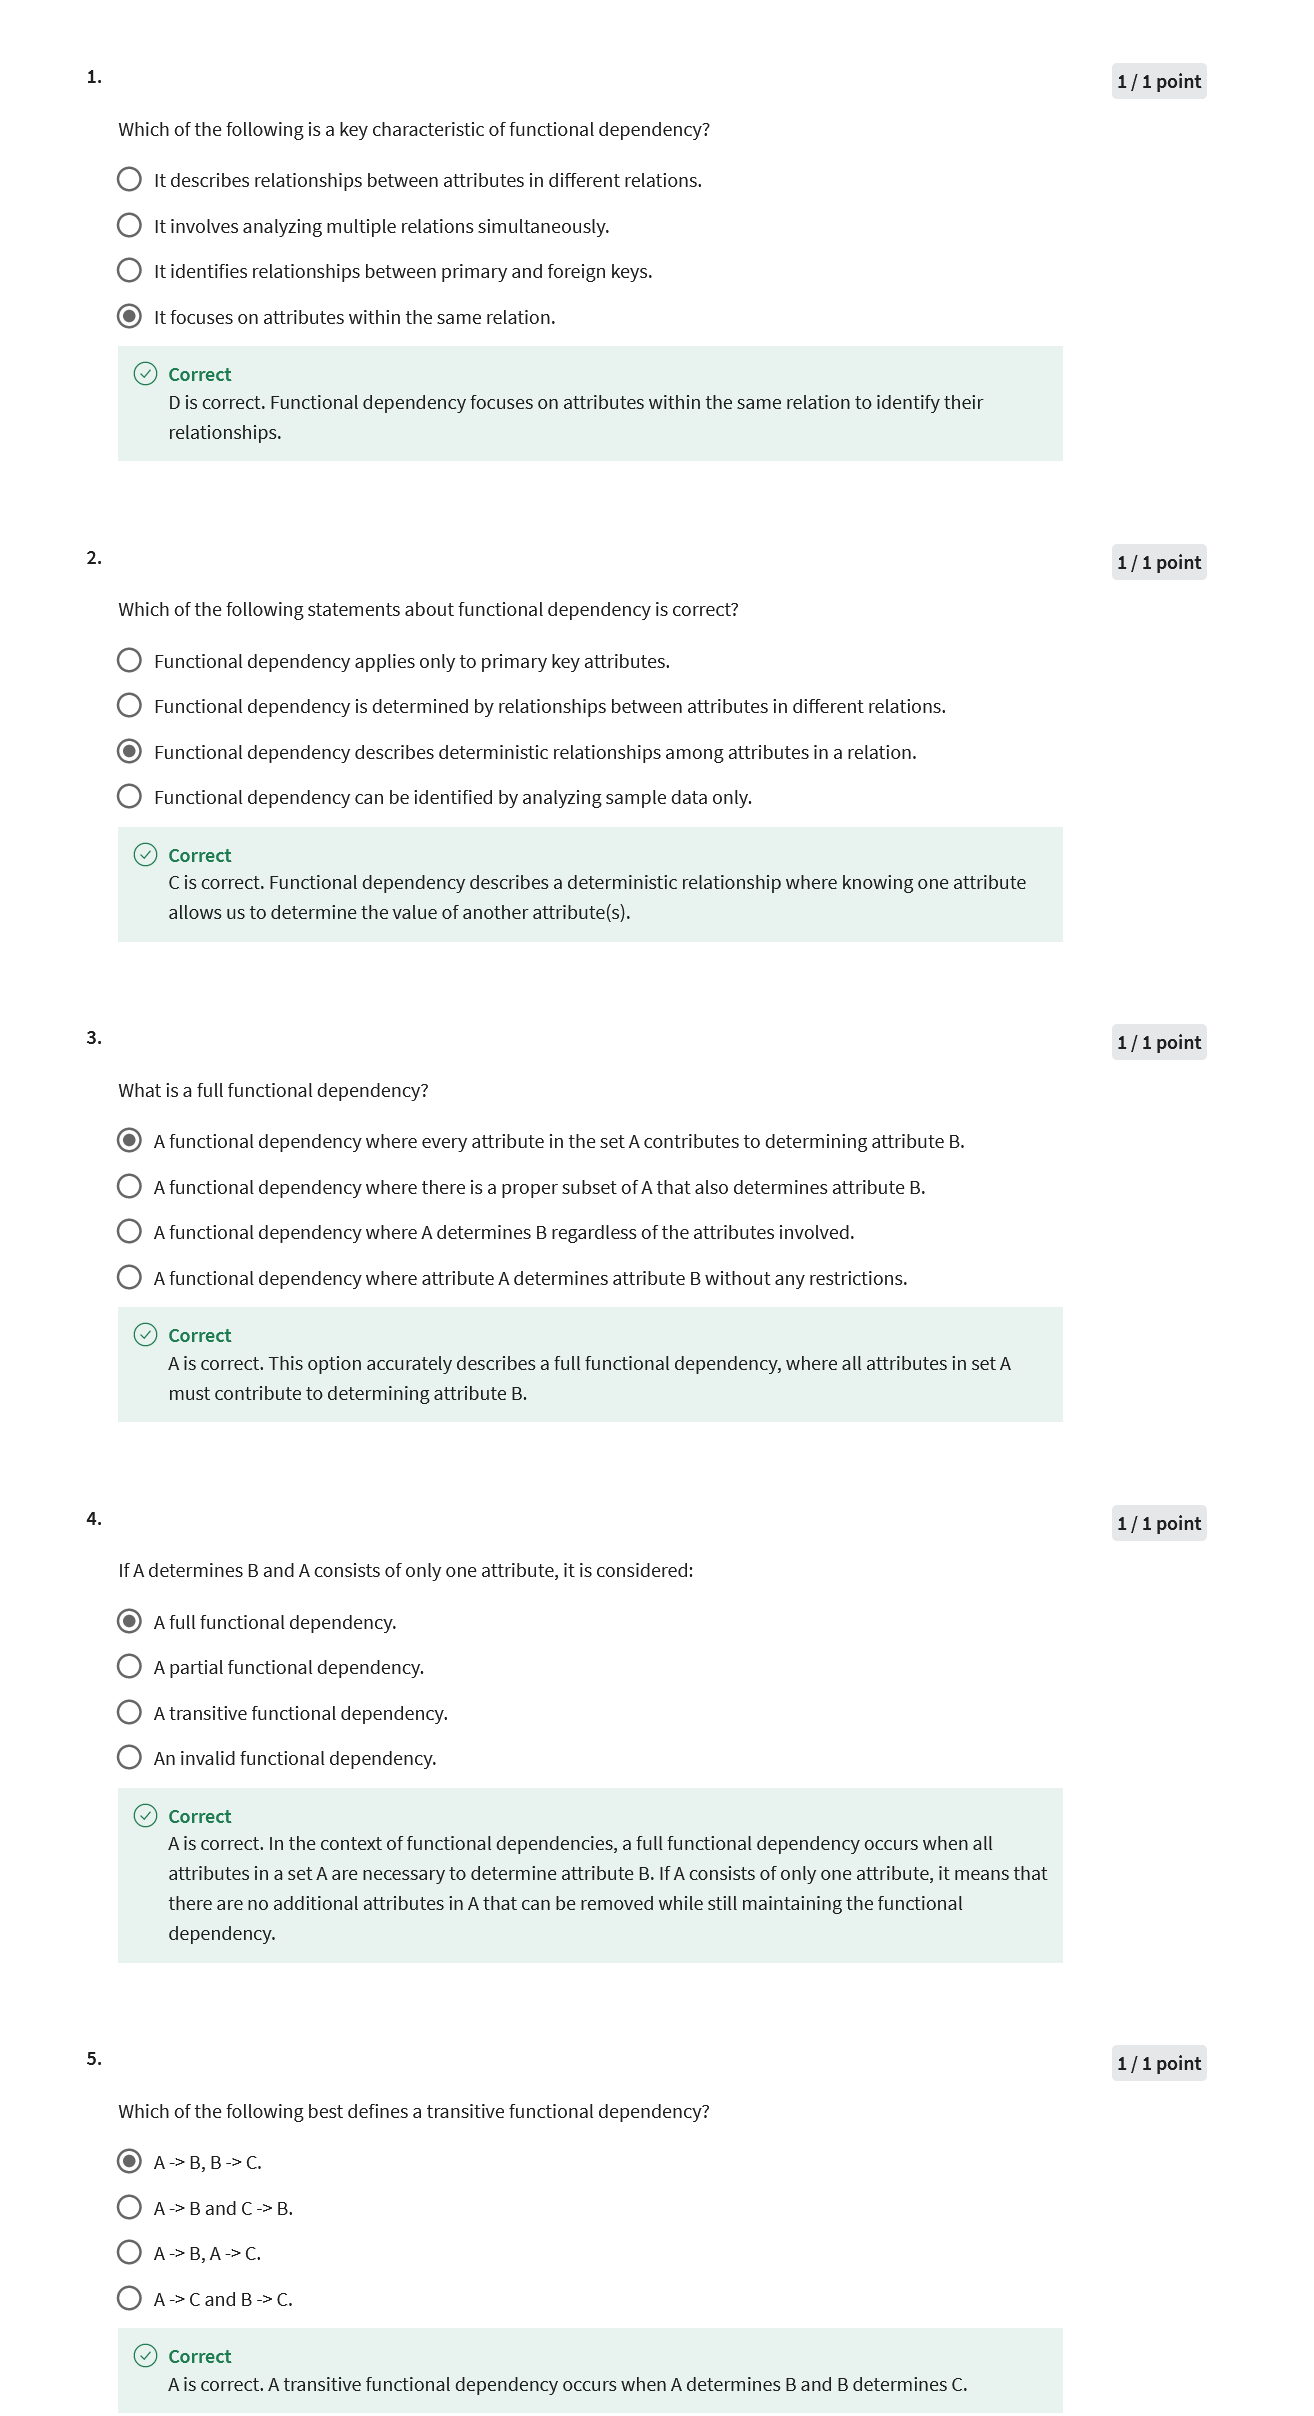 1.
1 / 1 point
Which of the following is a key characteristic of functional dependency?
It describes relationships between attributes in different relations.
It involves analyzing multiple relations simultaneously.
It identifies relationships between primary and foreign keys.
It focuses on attributes within the same relation.
Correct
D is correct. Functional dependency focuses on attributes within the same relation to identify their
relationships.
2.
1 / 1 point
Which of the following statements about functional dependency is correct?
Functional dependency applies only to primary key attributes.
Functional dependency is determined by relationships between attributes in different relations.
Functional dependency describes deterministic relationships among attributes in a relation.
Functional dependency can be identified by analyzing sample data only.
Correct
C is correct. Functional dependency describes a deterministic relationship where knowing one attribute
allows us to determine the value of another attribute(s).
3.
1 / 1 point
What is a full functional dependency?
A functional dependency where every attribute in the set A contributes to determining attribute B.
A functional dependency where there is a proper subset of A that also determines attribute B.
A functional dependency where A determines B regardless of the attributes involved.
A functional dependency where attribute A determines attribute B without any restrictions.
Correct
A is correct. This option accurately describes a full functional dependency, where all attributes in set A
must contribute to determining attribute B.
4.
1 / 1 point
If A determines B and A consists of only one attribute, it is considered:
A full functional dependency.
A partial functional dependency.
A transitive functional dependency.
An invalid functional dependency.
Correct
A is correct. In the context of functional dependencies, a full functional dependency occurs when all
attributes in a set A are necessary to determine attribute B. If A consists of only one attribute, it means that
there are no additional attributes in A that can be removed while still maintaining the functional
dependency.
5.
1 / 1 point
Which of the following best defines a transitive functional dependency?
A -> B, B -> C.
A -> B and C -> B.
A -> B, A -> C.
A -> C and B -> C.
Correct
A is correct. A transitive functional dependency occurs when A determines B and B determines C.